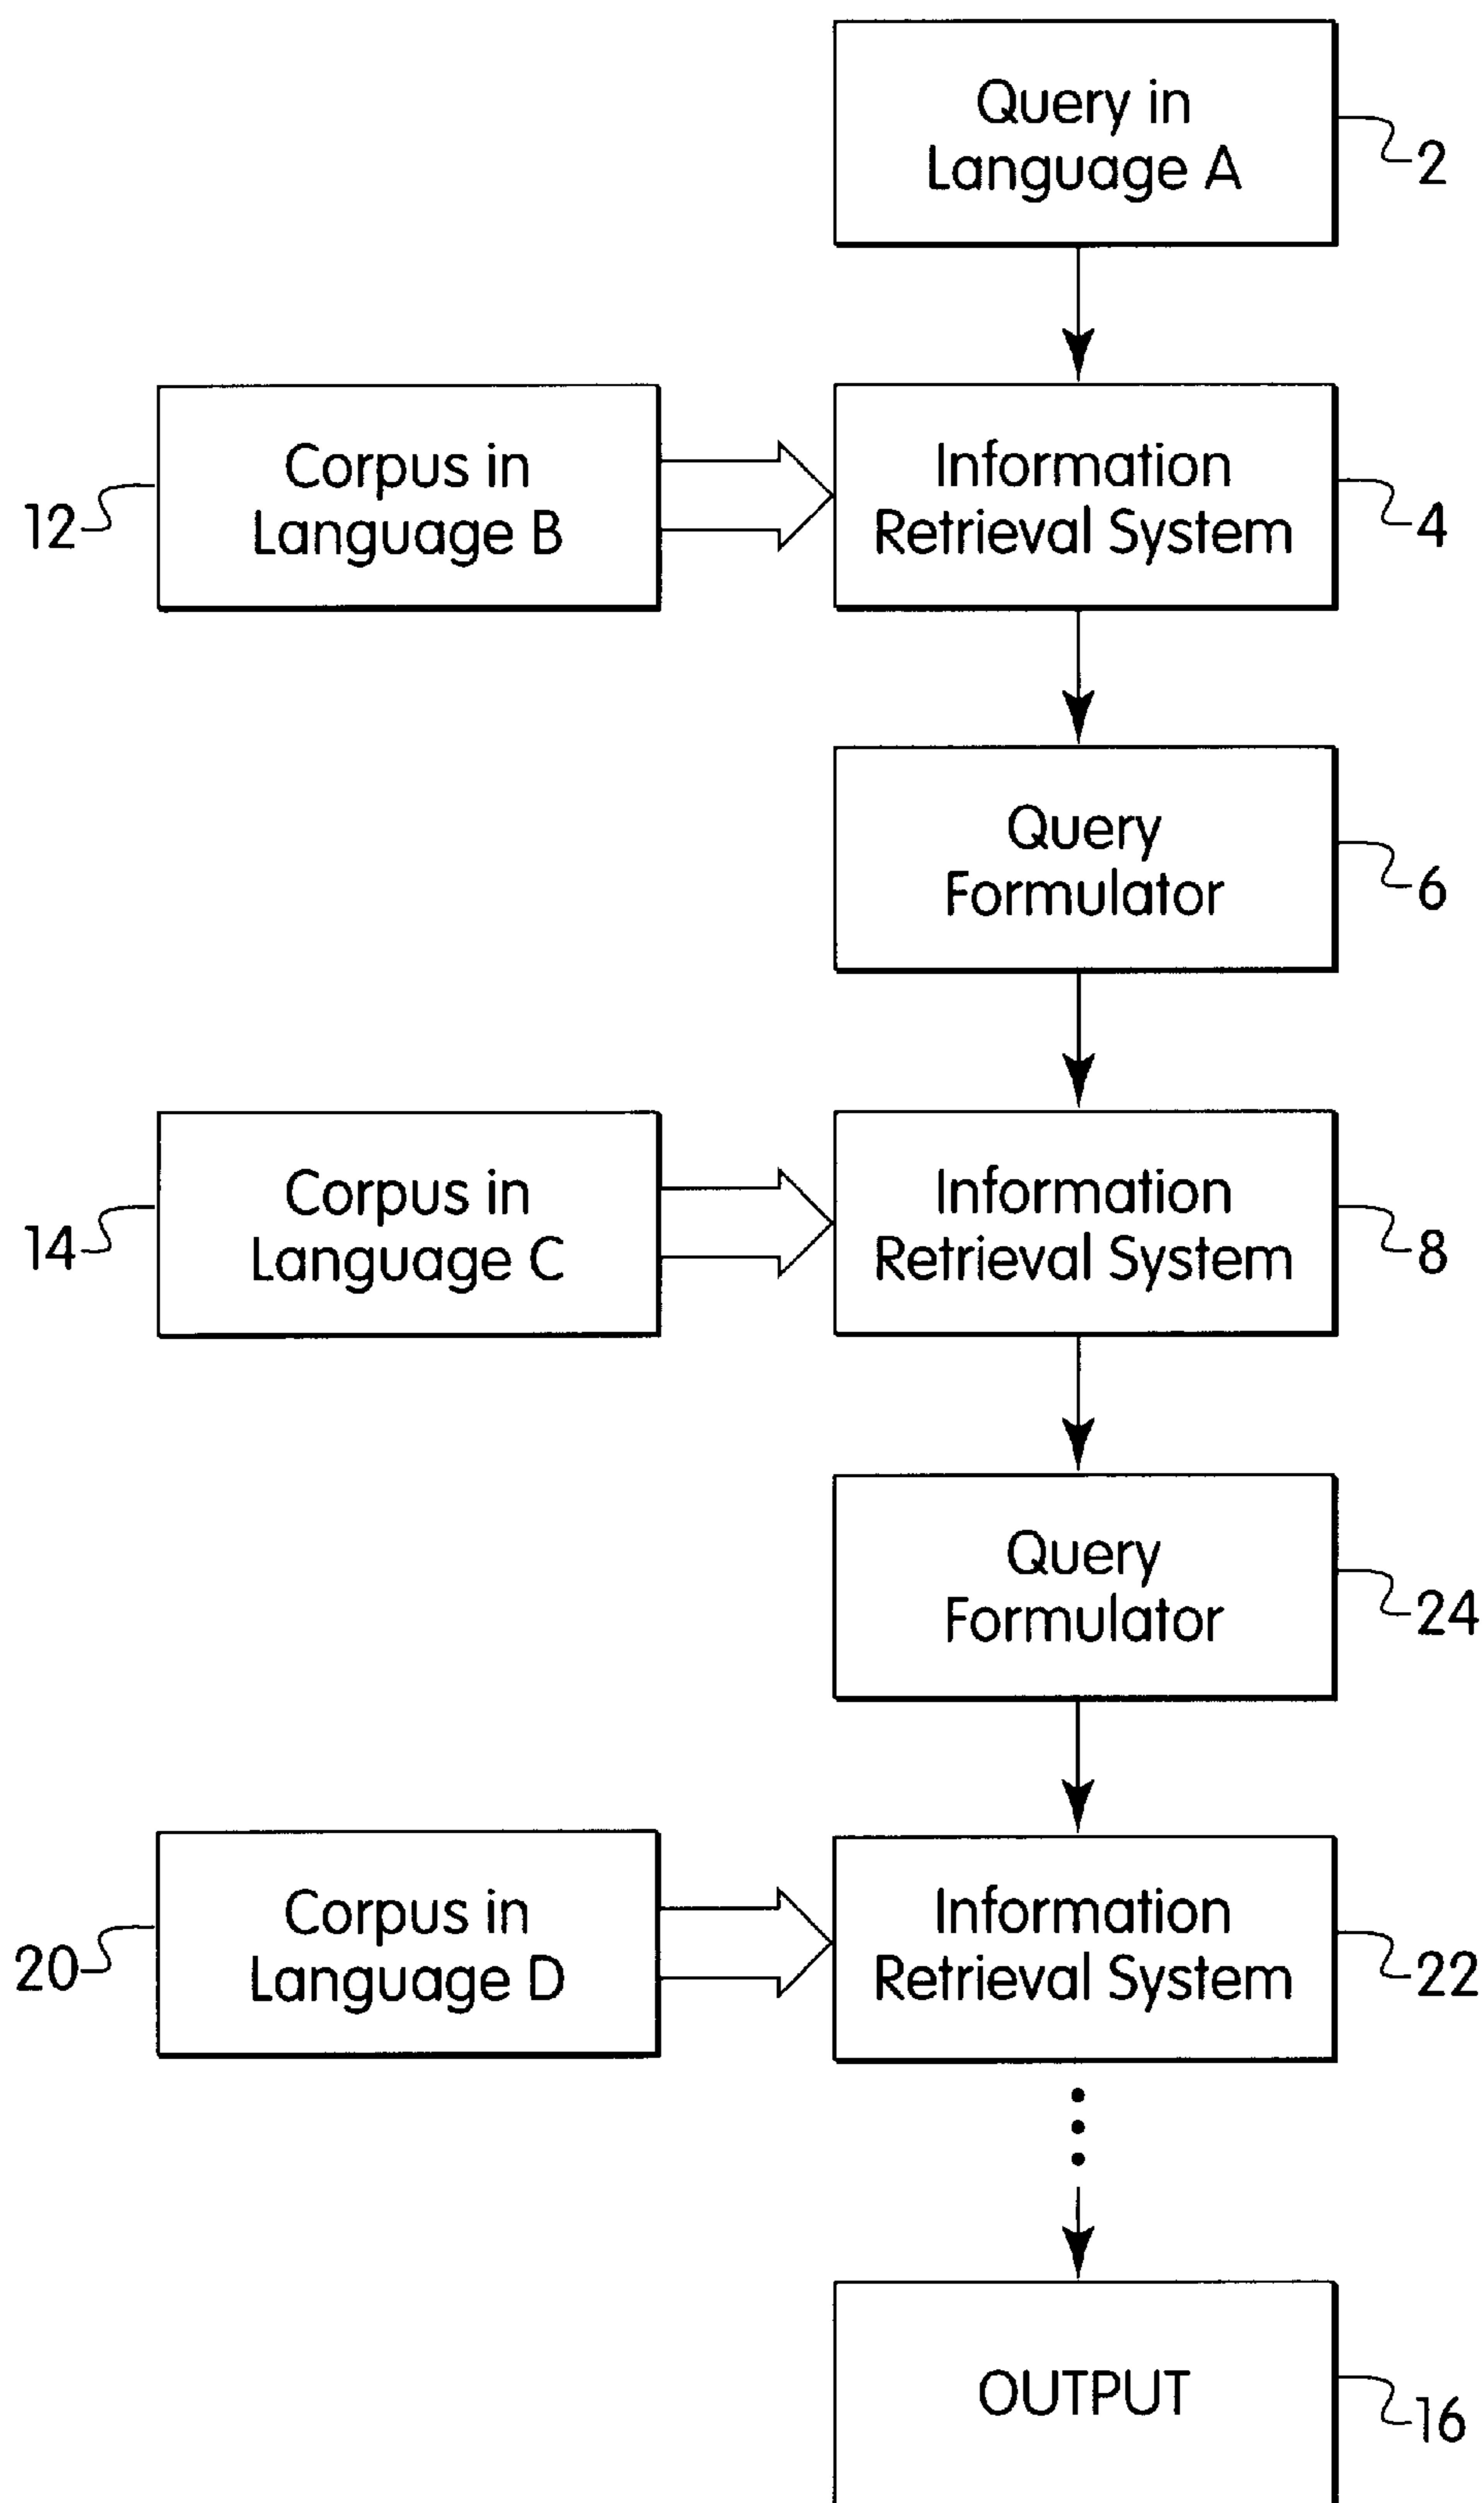 Query in
Language A
2
Corpus in
Language B
12
Information
Retrieval System
4
Query
Formulator
6
Corpus in
Language C
14
Information
Retrieval System
8
Query
Formulator
24
Corpus in
Language D
20
Information
Retrieval System
22
OUTPUT
16